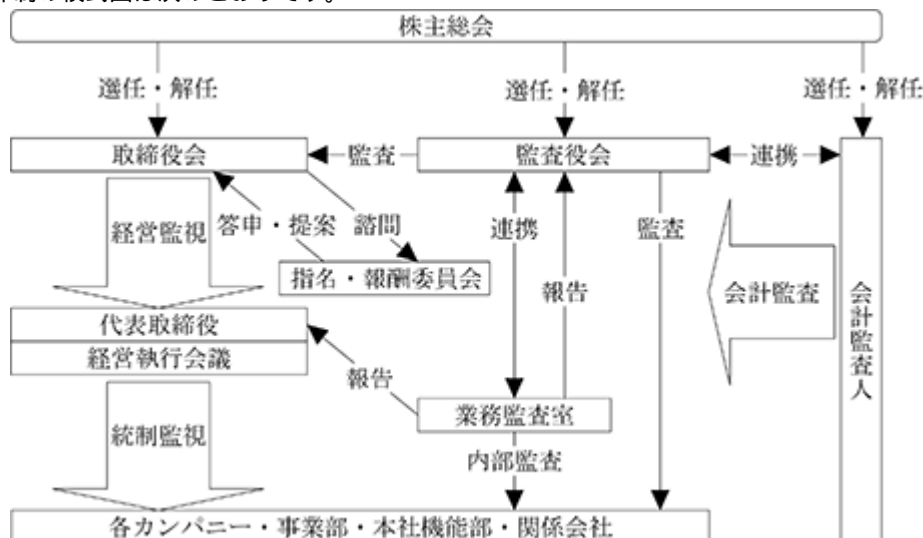 株主総会
選任・解任
選任・解任
選任・解任
取締役会
監査
監査役会
連携
経営監視
答申・提案
諮問
連携
監査
指名・報酬委員会
報告
会計監査
会計監査人
代表取締役
経営執行会議
報告
業務監査室
統制監視
内部監査
各カンパニー・事業部・本社機能部・関係会社